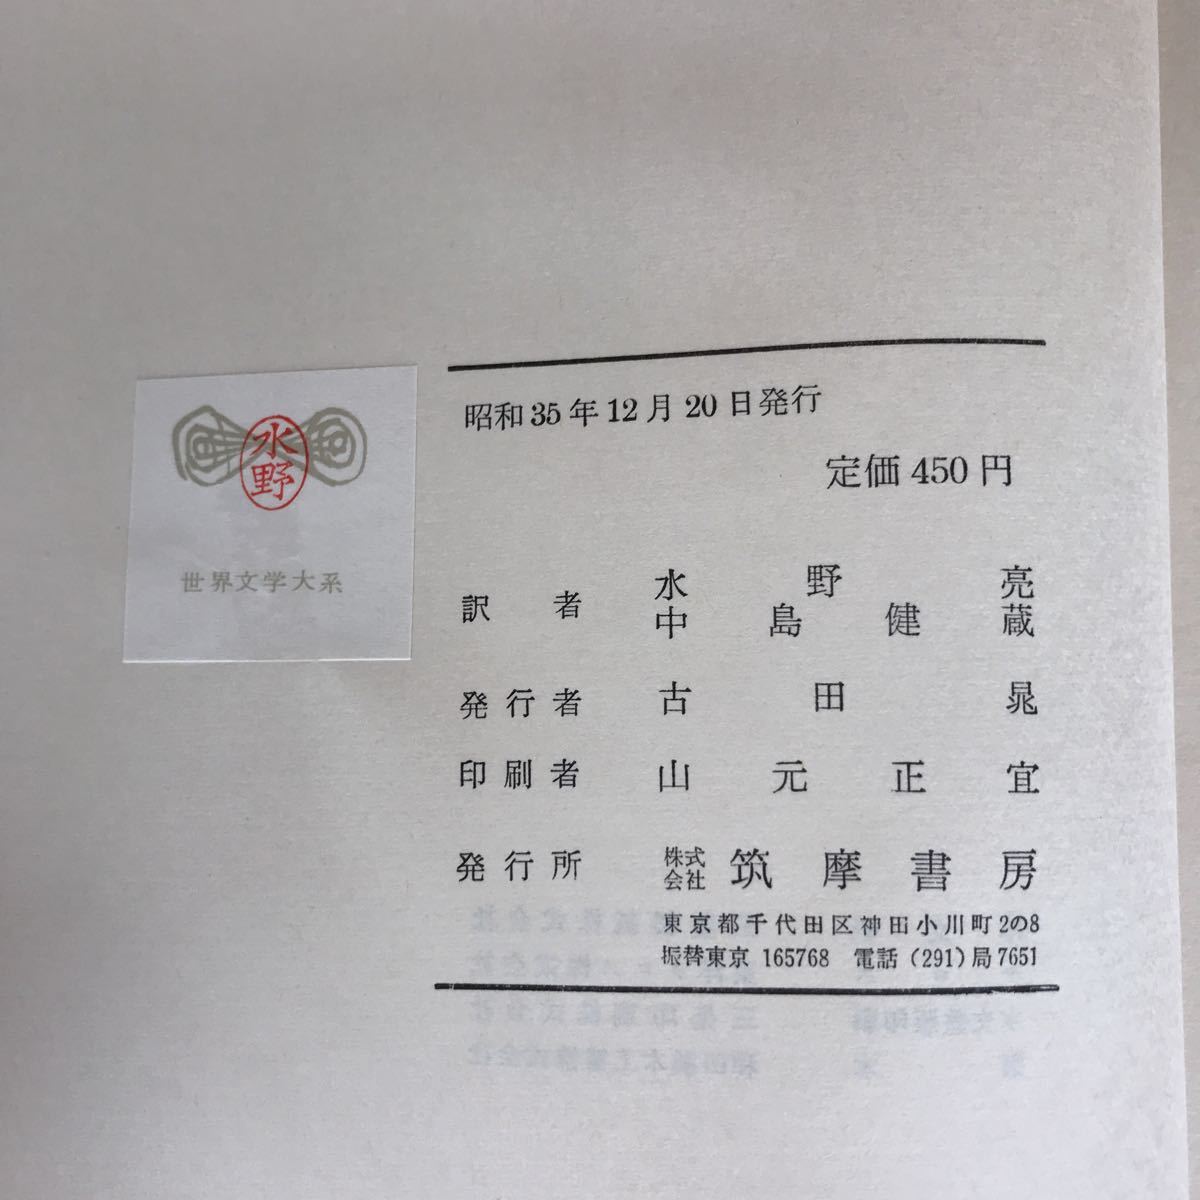 水野
世界文学大系
昭和35年12月20日発行
定価450円
訳者 水野亮
中島健蔵
発行者 古田晁
印刷者 山元正宜
発行所 株式会社 筑摩書房
東京都千代田区神田小川町2の8
振替東京 165768 電話(291)局7651